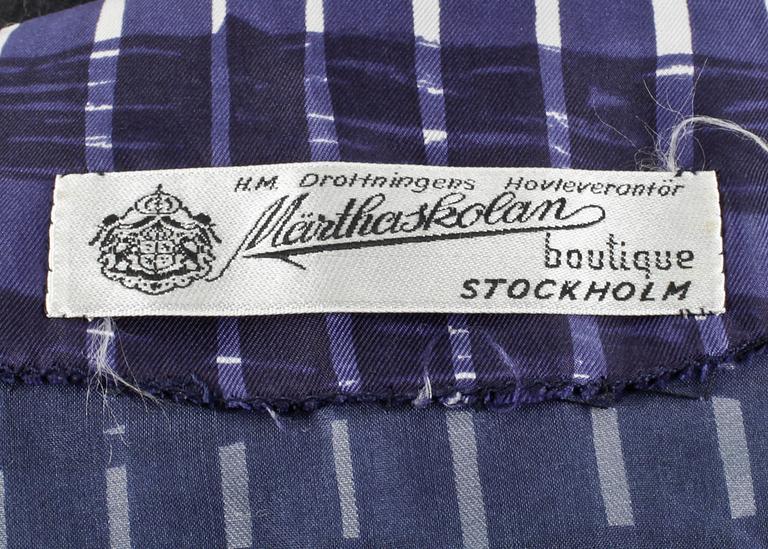 H.M. Drottningens Hovleverantör
Märthaskolan
boutique
STOCKHOLM